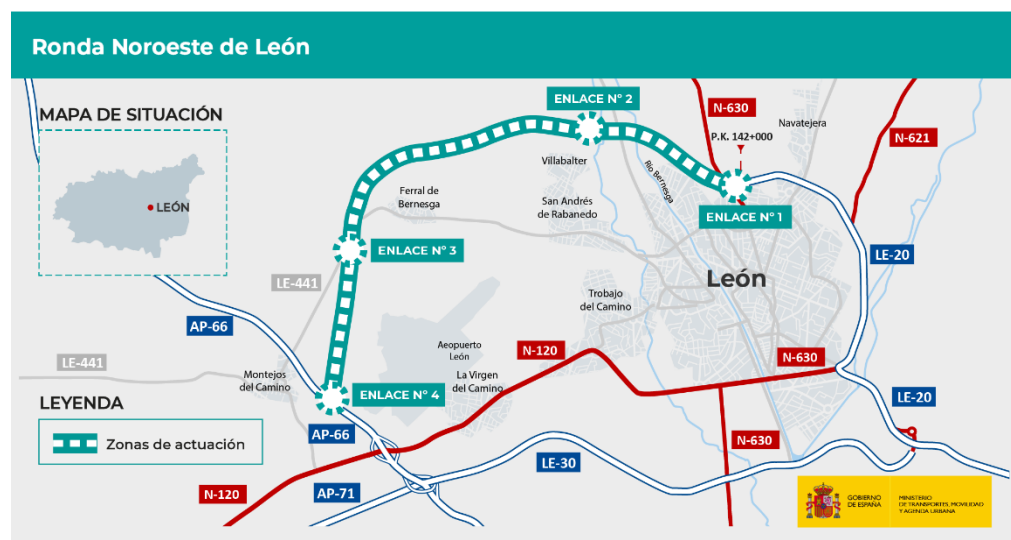 Ronda Noroeste de León
MAPA DE SITUACIÓN
LEÓN
ENLACE Nº 2
N-630
P.K. 142+000
Navatejera
N-621
Villabalter
Río Bernesga
Ferral de
Bernesga
San Andrés
de Rabanedo
ENLACE Nº 1
ENLACE Nº 3
LE-20
LE-441
León
Trobajo
del Camino
AP-66
Aeopuerto
León
N-120
N-630
LE-441
Montejos
del Camino
La Virgen
del Camino
ENLACE Nº 4
LE-20
LEYENDA
Zonas de actuación
AP-66
N-630
LE-30
AP-71
N-120
GOBIERNO
DE ESPAÑA
MINISTERIO
DE TRANSPORTES, MOVILIDAD
Y AGENDA URBANA